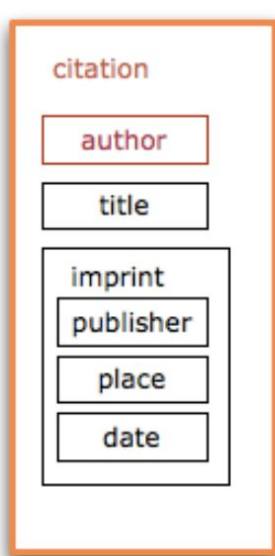 citation
author
title
imprint
publisher
place
date